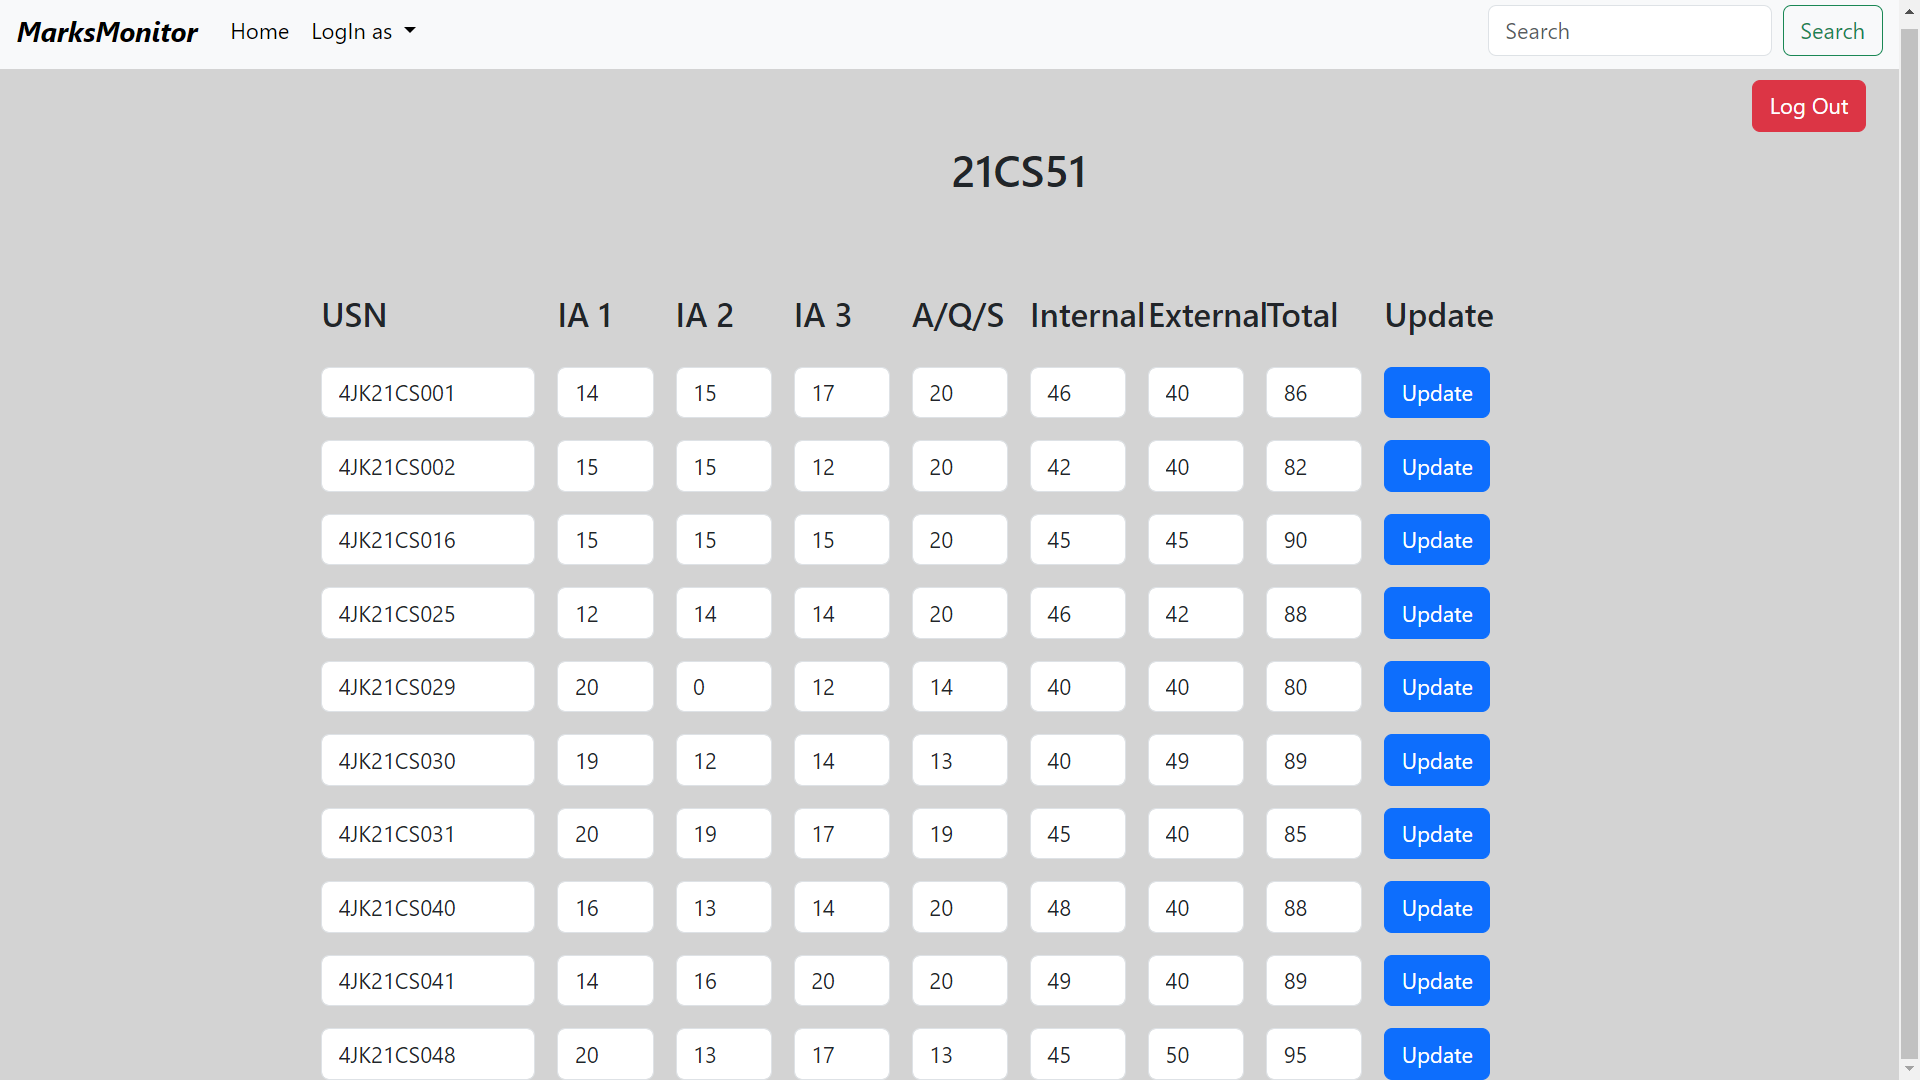 MarksMonitor Home LogIn as Search Search
Log Out
21CS51
USN IA 1 IA 2 IA 3 A/Q/S Internal External Total Update
4JK21CS001 14 15 17 20 46 40 86 Update
4JK21CS002 15 15 12 20 42 40 82 Update
4JK21CS016 15 15 15 20 45 45 90 Update
4JK21CS025 12 14 14 20 46 42 88 Update
4JK21CS029 20 0 12 14 40 40 80 Update
4JK21CS030 19 12 14 13 40 49 89 Update
4JK21CS031 20 19 17 19 45 40 85 Update
4JK21CS040 16 13 14 20 48 40 88 Update
4JK21CS041 14 16 20 20 49 40 89 Update
4JK21CS048 20 13 17 13 45 50 95 Update